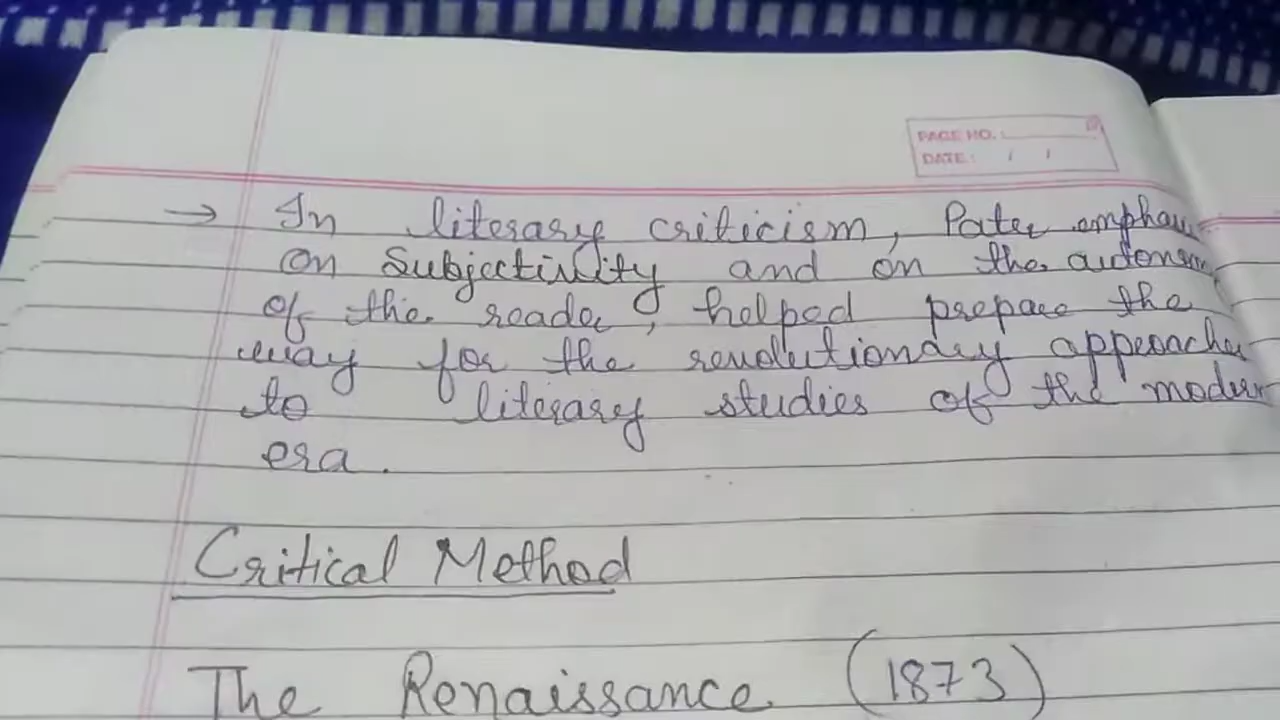 PAGE NO.:
DATE: / /
→ In literary criticism, Pater emphasis
on Subjectivity and on the autonomy
of the reader, helped prepare the
way for the revolutionary approaches
to literary studies of the modern
era.
Critical Method
The Renaissance (1873)